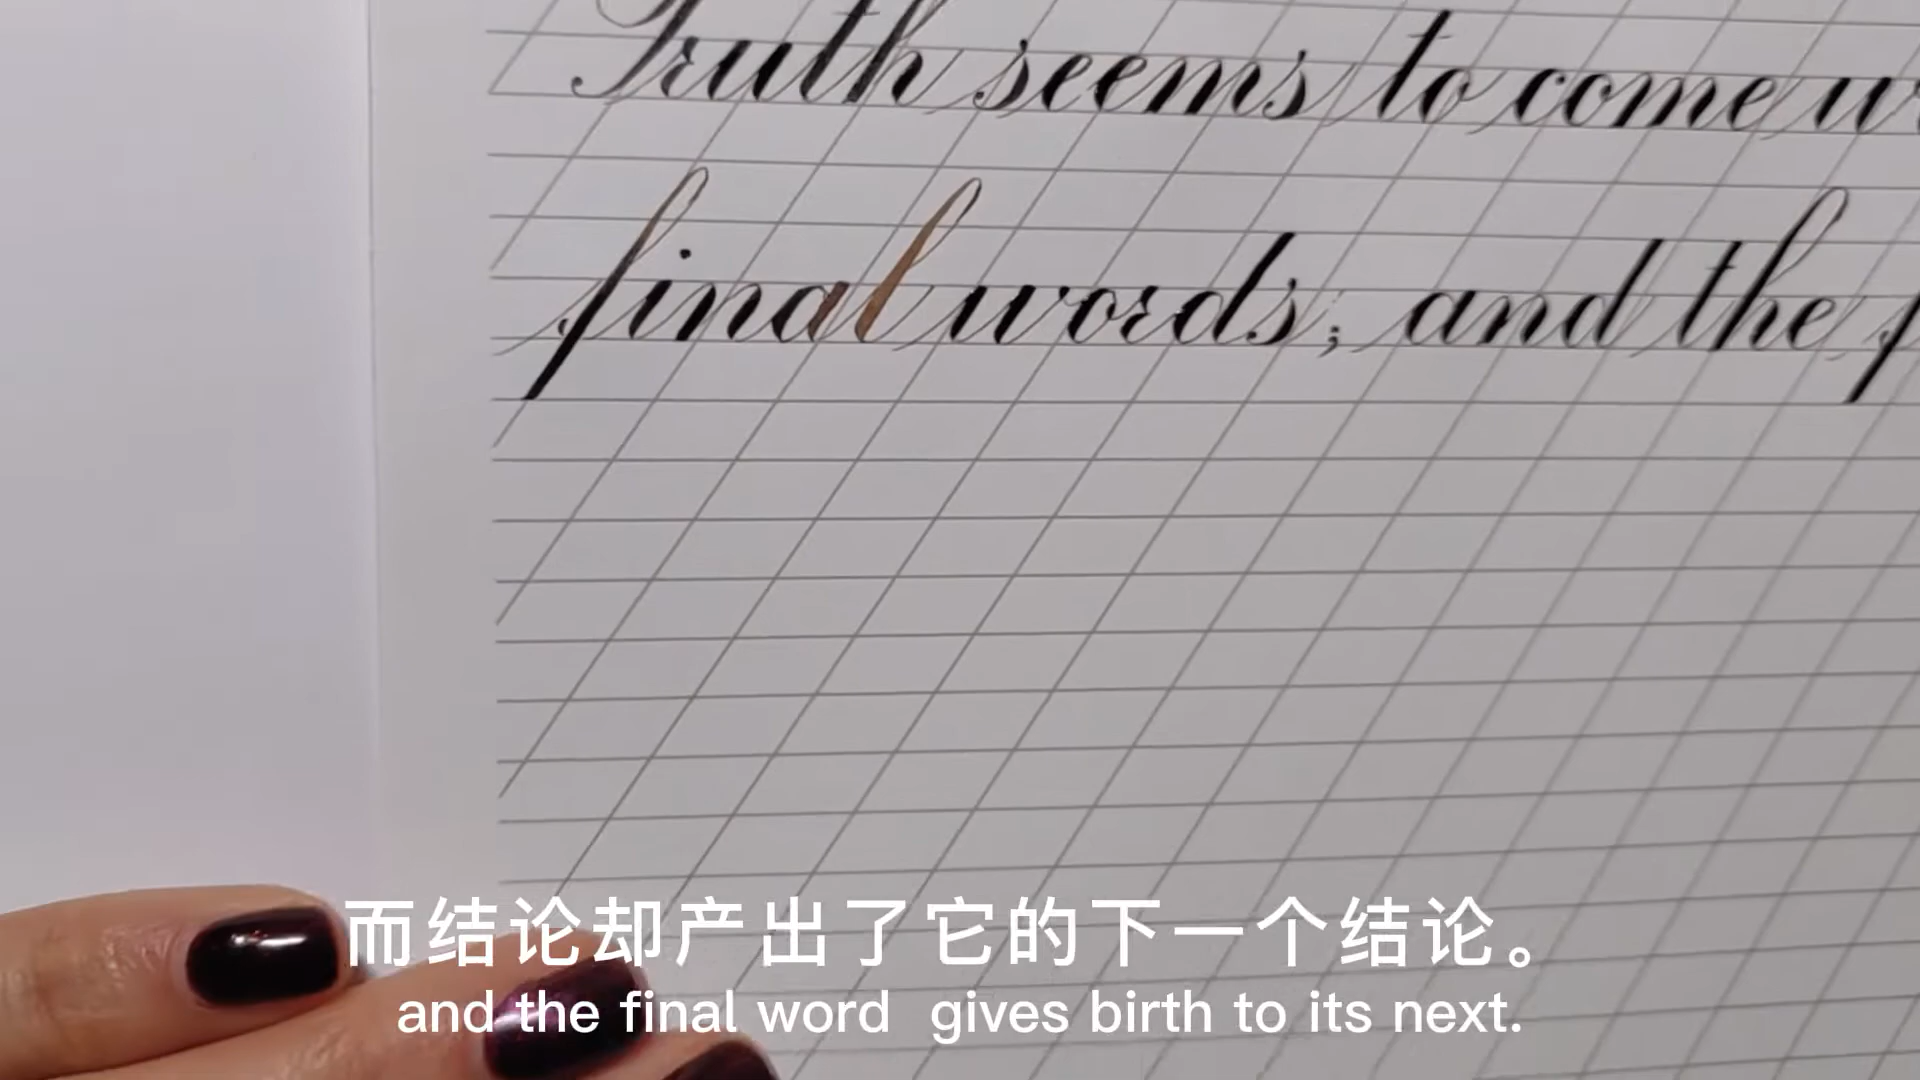 Truth seems to come
final words; and the
而结论却产出了它的下一个结论。
and the final word gives birth to its next.